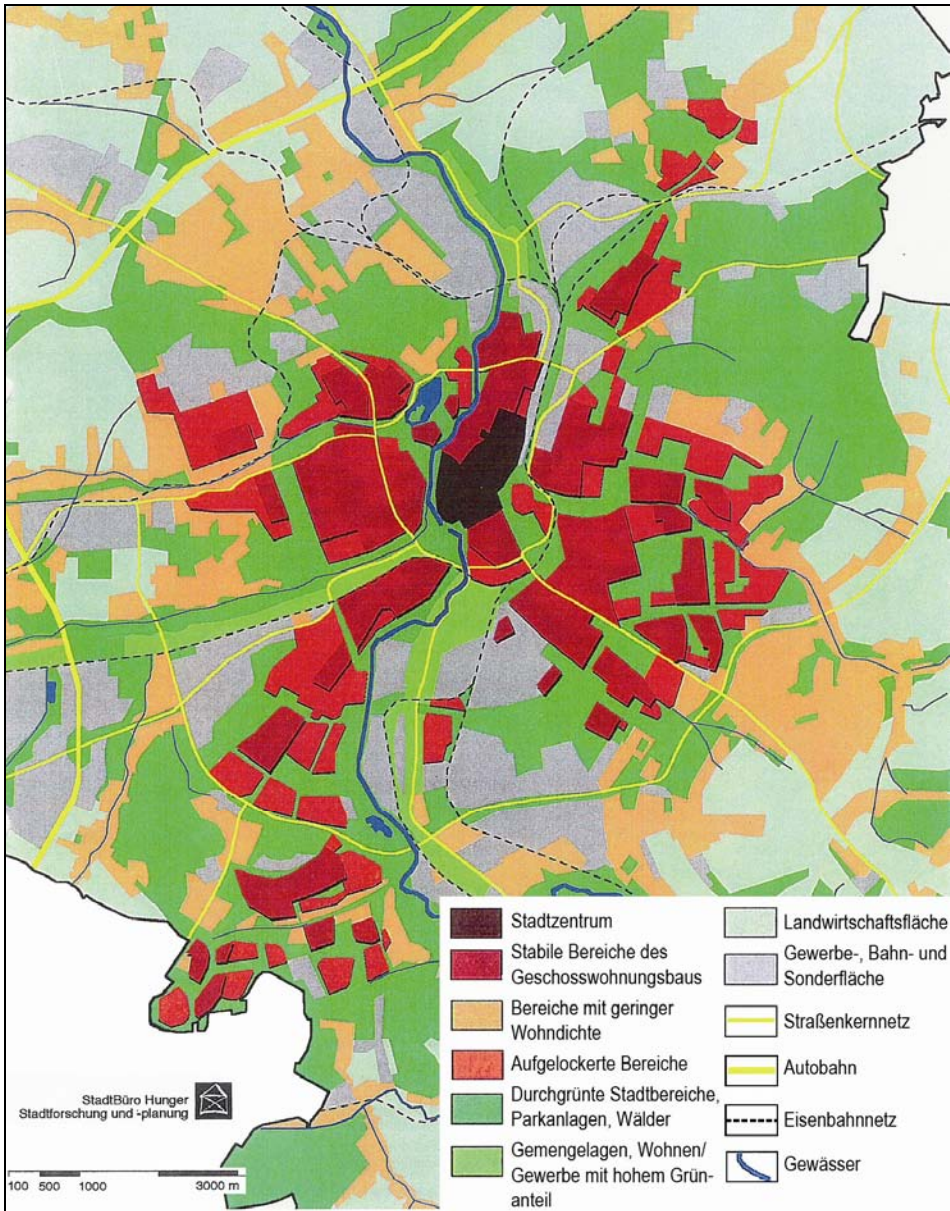 Stadtzentrum
Stabile Bereiche des
Geschosswohnungsbaus
Bereiche mit geringer
Wohndichte
Aufgelockerte Bereiche
Durchgrünte Stadtbereiche,
Parkanlagen, Wälder
Gemengelagen, Wohnen/
Gewerbe mit hohem Grün-
anteil
Landwirtschaftsfläche
Gewerbe-, Bahn- und
Sonderfläche
Straßenkernnetz
Autobahn
Eisenbahnnetz
Gewässer
StadtBüro Hunger
Stadtforschung und -planung
100 500 1000 3000 m